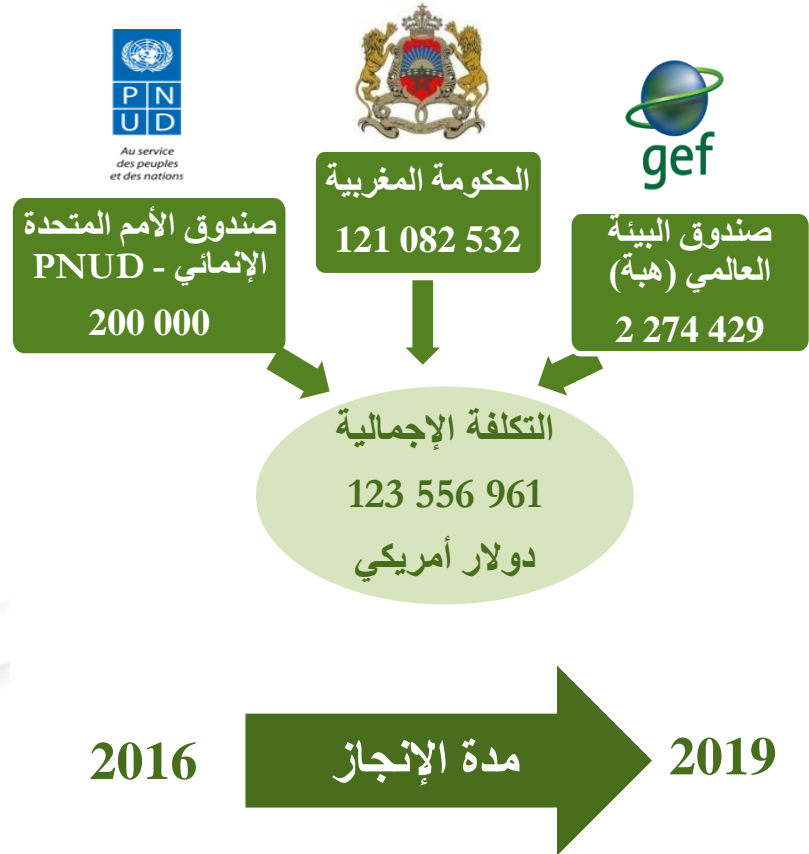 P N
U D
Au service
des peuples
et des nations
gef
الحكومة المغربية
121 082 532
صندوق الأمم المتحدة
الإنمائي - PNUD
200 000
صندوق البيئة
العالمي (هبة)
2 274 429
التكلفة الإجمالية
123 556 961
دولار أمريكي
2016
مدة الإنجاز
2019